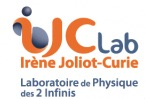 iJCLab
Irène Joliot-Curie
Laboratoire de Physique
des 2 Infinis